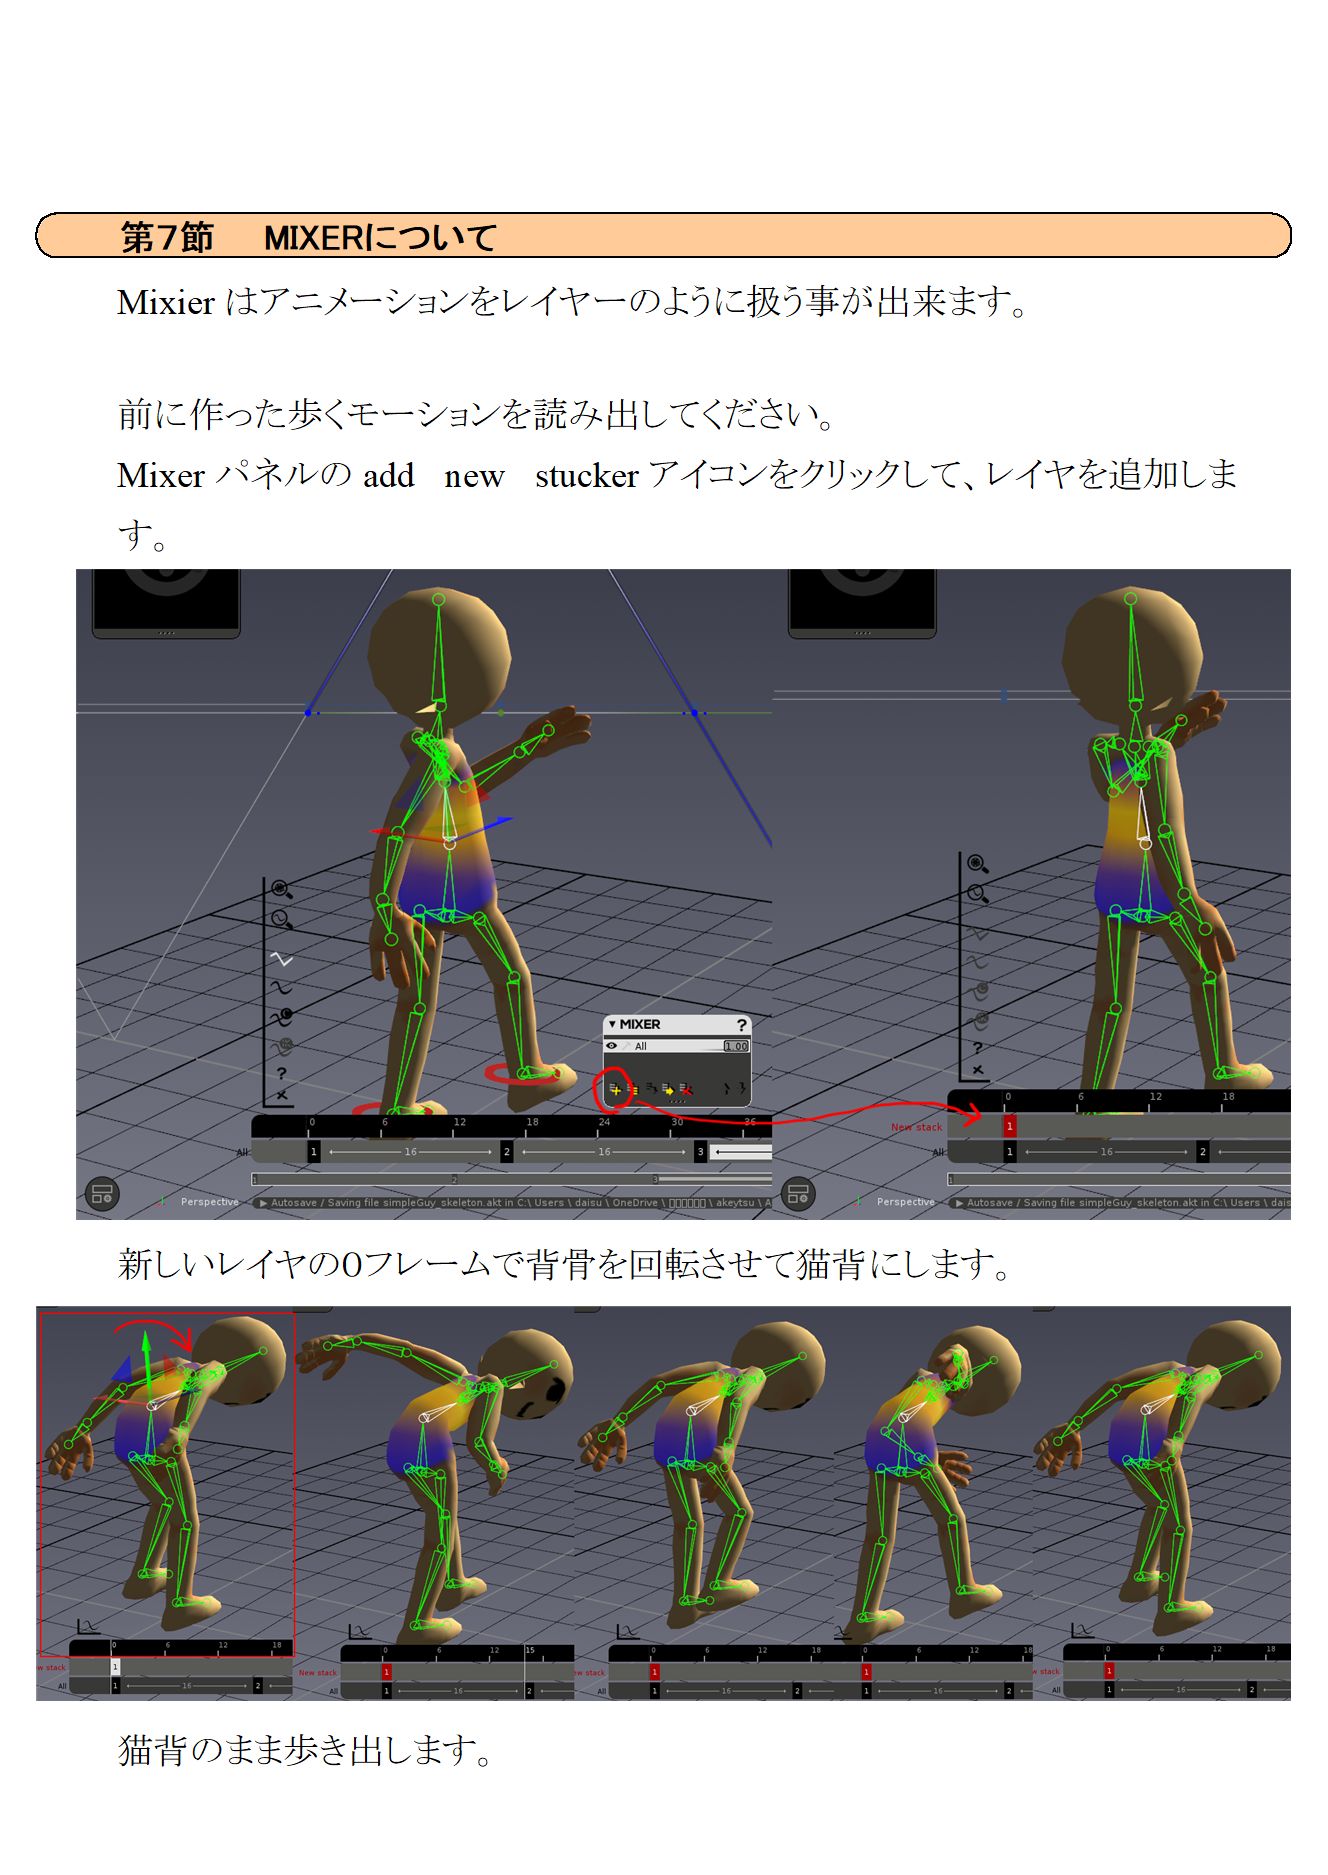 第7節 MIXERについて
Mixier はアニメーションをレイヤーのように扱う事が出来ます。
前に作った歩くモーションを読み出してください。
Mixer パネルの add new stucker アイコンをクリックして、レイヤを追加しま
す。
▼ MIXER ?
All 1.00
0 6 12 18 24 30 36
All 1 16 2 16 3
1 2 3
Perspective ▶ Autosave / Saving file simpleGuy_skeleton.akt in C:\ Users \ daisu \ OneDrive \ □□□□□□ \ akeytsu \ A
? 
0 6 12 18
New stack 1
All 1 16 2
1
Perspective ▶ Autosave / Saving file simpleGuy_skeleton.akt in C:\ Users \ dais
新しいレイヤの0フレームで背骨を回転させて猫背にします。
0 6 12 18
w stack 1
All 1 16 2
0 6 12 15
New stack 1
All 1 16 2
0 6 12 18
ew stack 1
All 1 16 2
0 6 12 18
1
1 16 2
0 6 12 18
w stack 1
All 1 16 2
猫背のまま歩き出します。